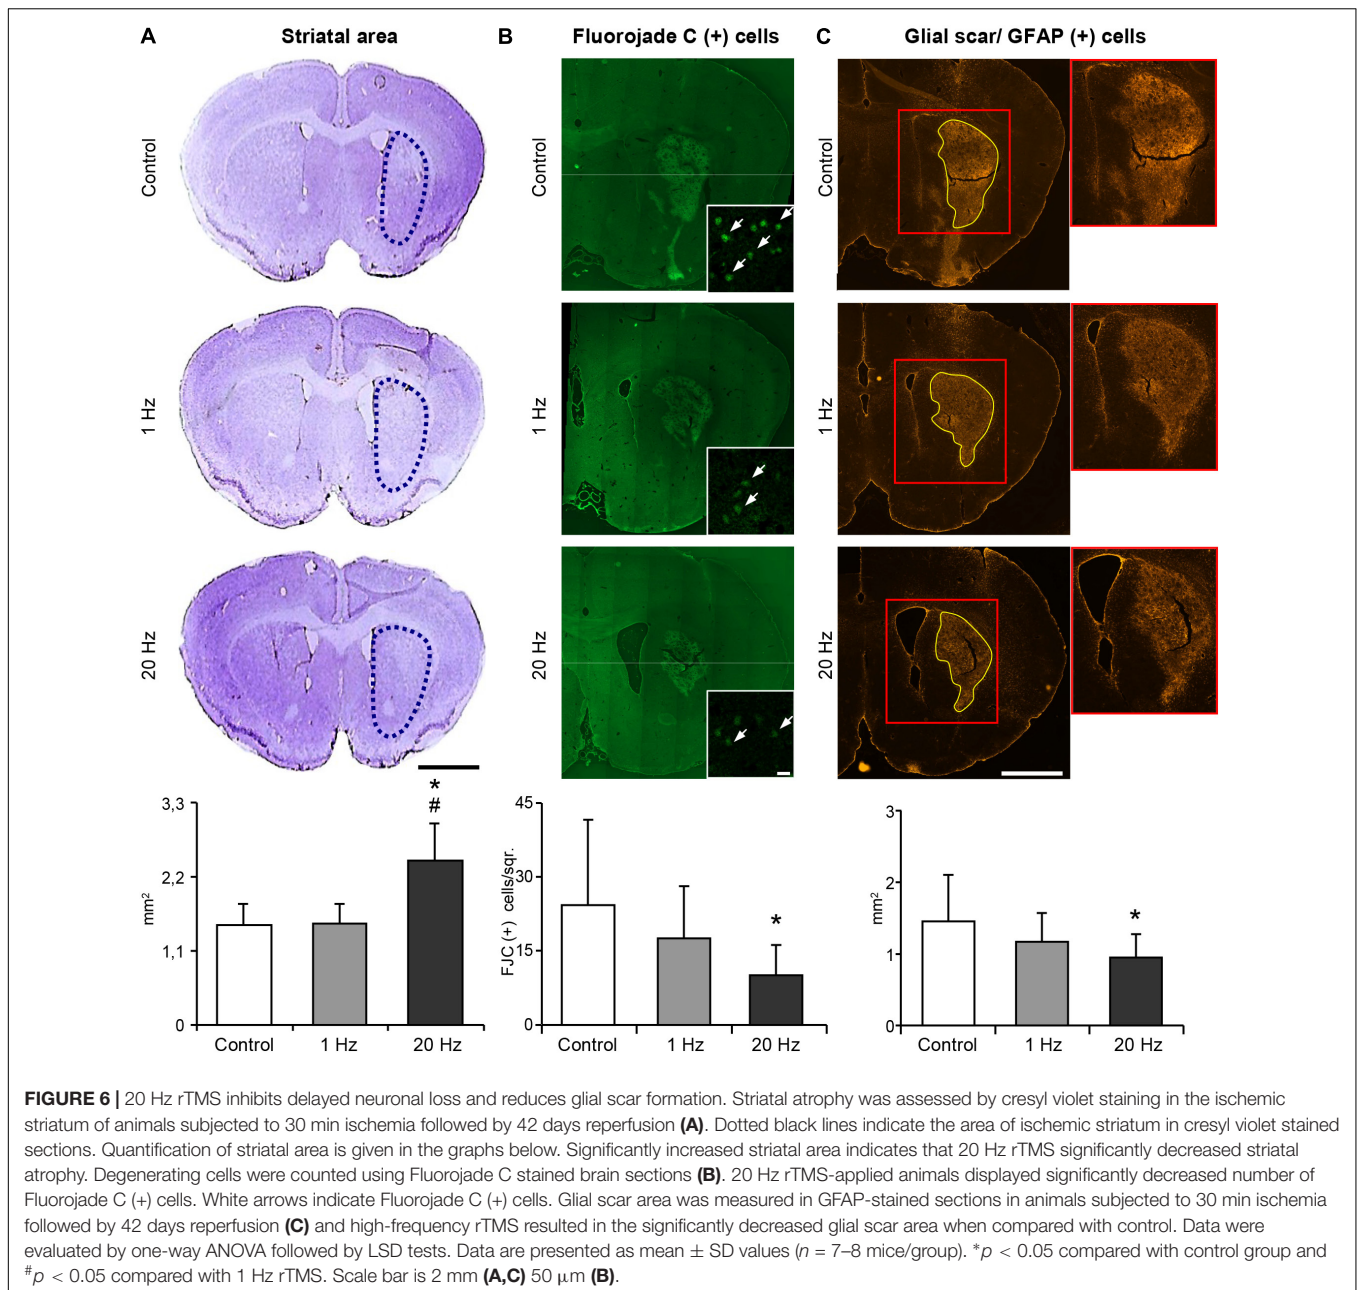 A Striatal area
B Fluorojade C (+) cells
C Glial scar/ GFAP (+) cells
Control
Control
Control
1 Hz
1 Hz
1 Hz
20 Hz
20 Hz
20 Hz
3,3
2,2
1,1
0
mm²
*
#
Control 1 Hz 20 Hz
45
30
15
0
FJC (+) cells/sqr.
*
Control 1 Hz 20 Hz
3
2
1
0
mm²
*
Control 1 Hz 20 Hz
FIGURE 6 | 20 Hz rTMS inhibits delayed neuronal loss and reduces glial scar formation. Striatal atrophy was assessed by cresyl violet staining in the ischemic
striatum of animals subjected to 30 min ischemia followed by 42 days reperfusion (A). Dotted black lines indicate the area of ischemic striatum in cresyl violet stained
sections. Quantification of striatal area is given in the graphs below. Significantly increased striatal area indicates that 20 Hz rTMS significantly decreased striatal
atrophy. Degenerating cells were counted using Fluorojade C stained brain sections (B). 20 Hz rTMS-applied animals displayed significantly decreased number of
Fluorojade C (+) cells. White arrows indicate Fluorojade C (+) cells. Glial scar area was measured in GFAP-stained sections in animals subjected to 30 min ischemia
followed by 42 days reperfusion (C) and high-frequency rTMS resulted in the significantly decreased glial scar area when compared with control. Data were
evaluated by one-way ANOVA followed by LSD tests. Data are presented as mean ± SD values (n = 7–8 mice/group). *p < 0.05 compared with control group and
#p < 0.05 compared with 1 Hz rTMS. Scale bar is 2 mm (A,C) 50 μm (B).